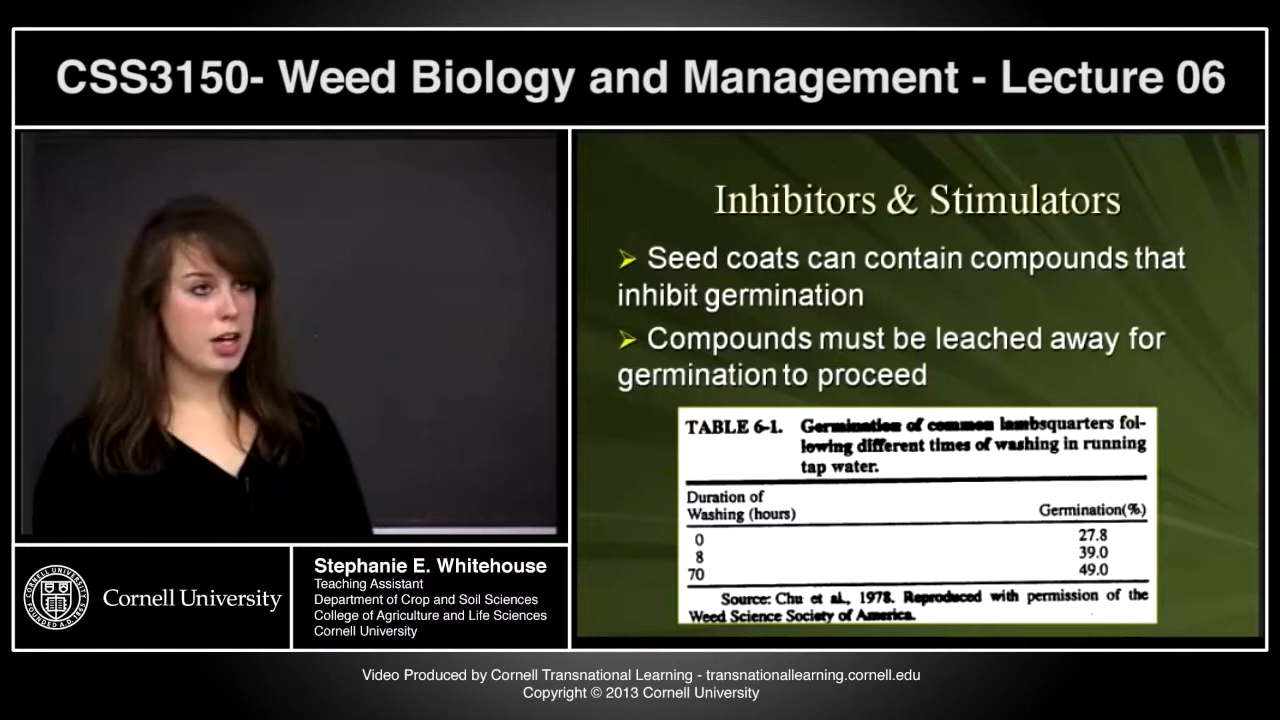 CSS3150- Weed Biology and Management - Lecture 06
Inhibitors & Stimulators
➢ Seed coats can contain compounds that
inhibit germination
➢ Compounds must be leached away for
germination to proceed
TABLE 6-1. Germination of common lambsquarters fol-
lowing different times of washing in running
tap water.
Duration of
Washing (hours) Germination(%)
0 27.8
8 39.0
70 49.0
Source: Chu et al., 1978. Reproduced with permission of the
Weed Science Society of America.
Cornell University
Stephanie E. Whitehouse
Teaching Assistant
Department of Crop and Soil Sciences
College of Agriculture and Life Sciences
Cornell University
Video Produced by Cornell Transnational Learning - transnationallearning.cornell.edu
Copyright © 2013 Cornell University